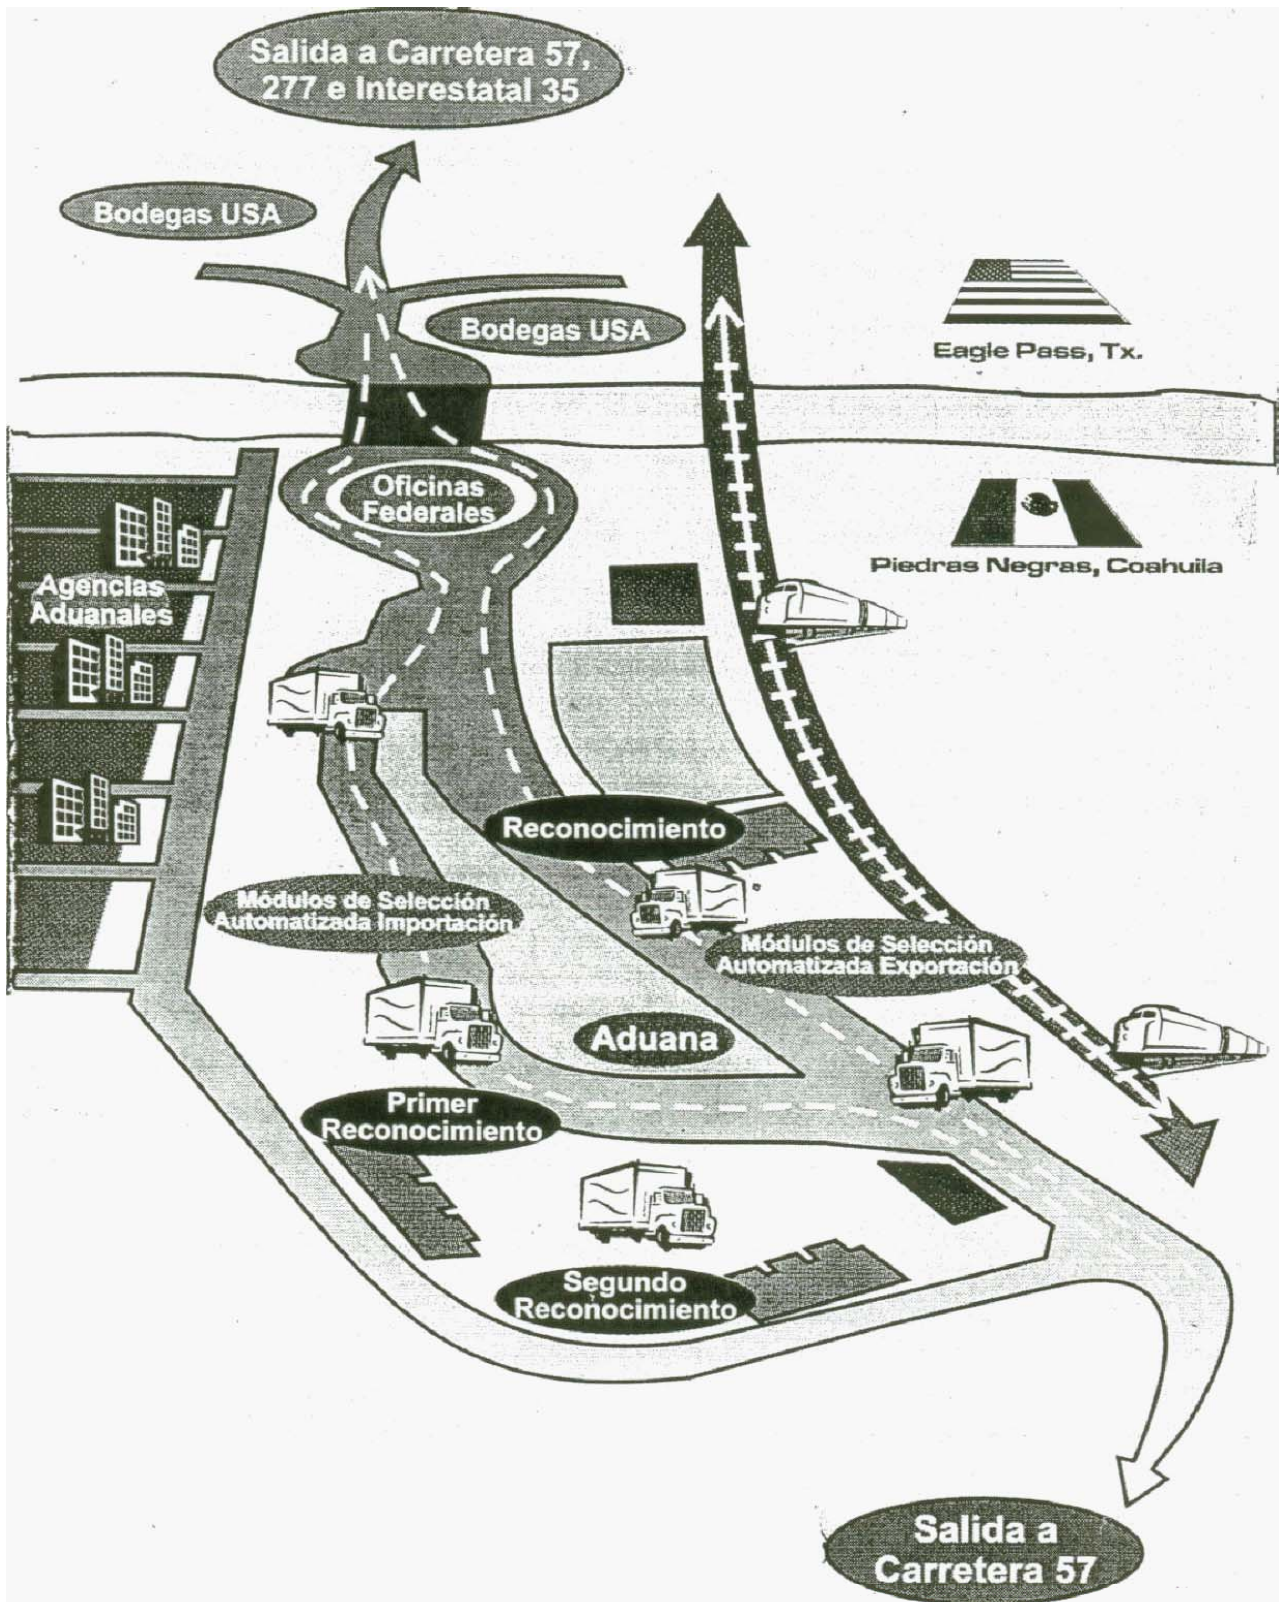 Salida a Carretera 57,
277 e Interestatal 35
Bodegas USA
Bodegas USA
Eagle Pass, Tx.
Oficinas
Federales
Piedras Negras, Coahuila
Agencias
Aduanales
Reconocimiento
Módulos de Selección
Automatizada Importación
Módulos de Selección
Automatizada Exportación
Aduana
Primer
Reconocimiento
Segundo
Reconocimiento
Salida a
Carretera 57